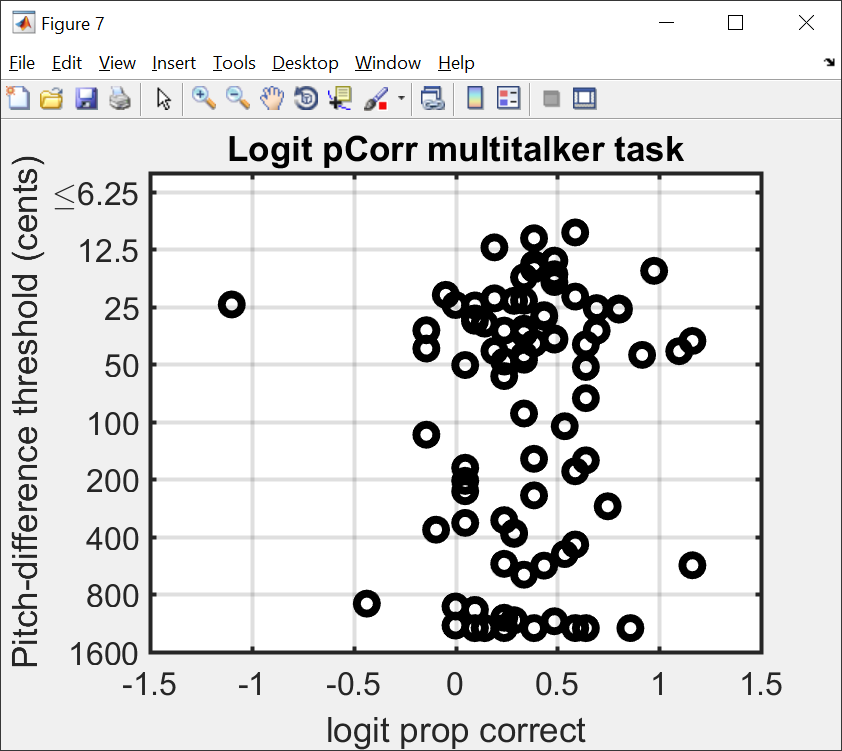 Figure 7
File Edit View Insert Tools Desktop Window Help
Logit pCorr multitalker task
Pitch-difference threshold (cents)
≤6.25
12.5
25
50
100
200
400
800
1600
-1.5 -1 -0.5 0 0.5 1 1.5
logit prop correct